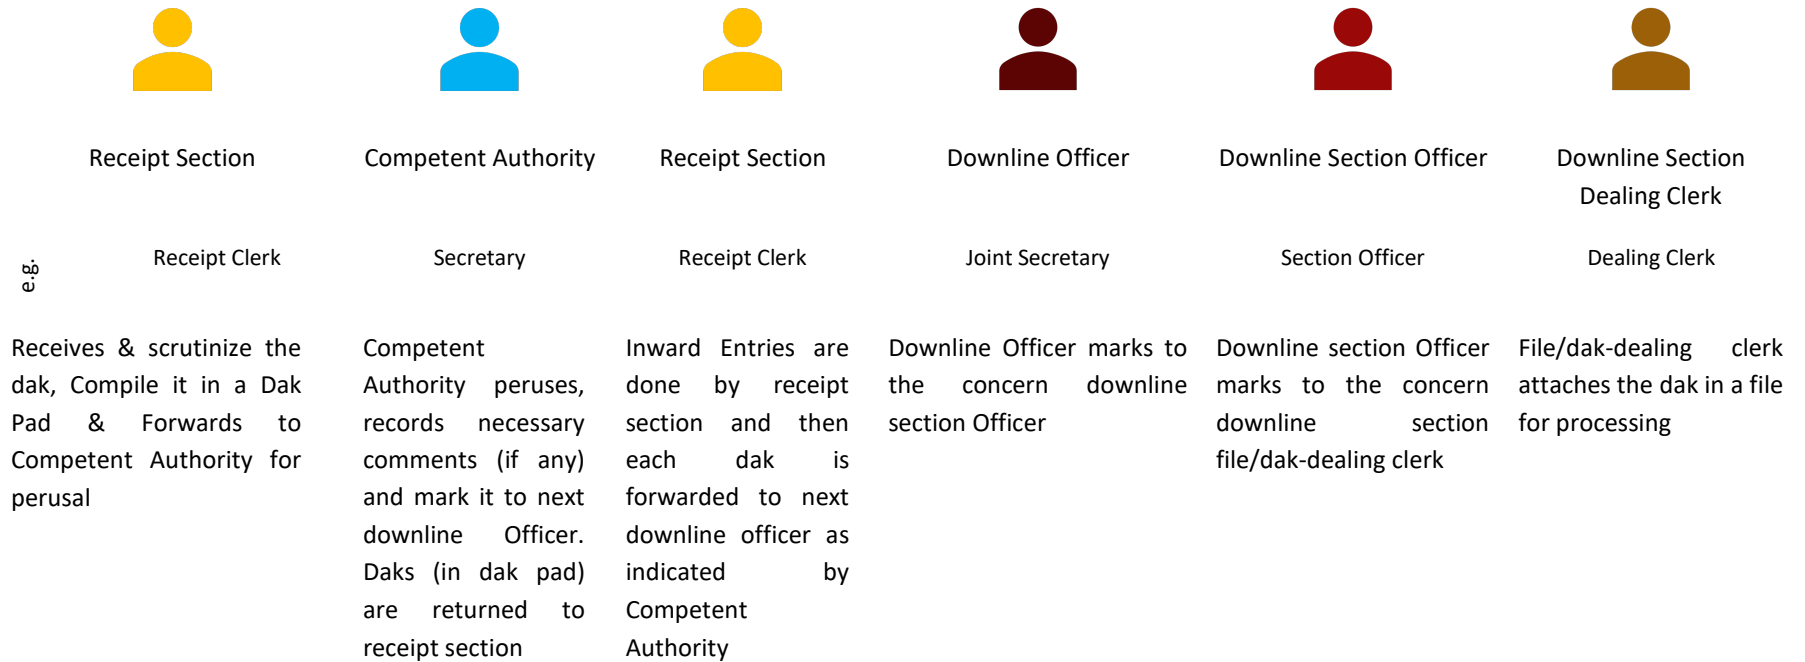 Receipt Section
Competent Authority
Receipt Section
Downline Officer
Downline Section Officer
Downline Section
Dealing Clerk
e.g.
Receipt Clerk
Secretary
Receipt Clerk
Joint Secretary
Section Officer
Dealing Clerk
Receives & scrutinize the
dak, Compile it in a Dak
Pad & Forwards to
Competent Authority for
perusal
Competent
Authority peruses,
records necessary
comments (if any)
and mark it to next
downline Officer.
Daks (in dak pad)
are returned to
receipt section
Inward Entries are
done by receipt
section and then
each dak is
forwarded to next
downline officer as
indicated by
Competent
Authority
Downline Officer marks to
the concern downline
section Officer
Downline section Officer
marks to the concern
downline section
file/dak-dealing clerk
File/dak-dealing clerk
attaches the dak in a file
for processing